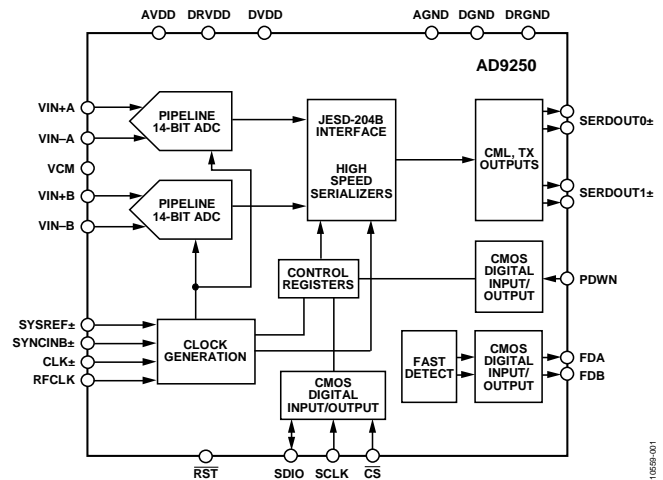 AVDD DRVDD DVDD AGND DGND DRGND
AD9250
VIN+A
VIN–A
VCM
VIN+B
VIN–B
PIPELINE
14-BIT ADC
PIPELINE
14-BIT ADC
JESD-204B
INTERFACE
HIGH
SPEED
SERIALIZERS
CML, TX
OUTPUTS
SERDOUT0±
SERDOUT1±
CONTROL
REGISTERS
CMOS
DIGITAL
INPUT/
OUTPUT
PDWN
SYSREF±
SYNCINB±
CLK±
RFCLK
CLOCK
GENERATION
CMOS
DIGITAL
INPUT/OUTPUT
FAST
DETECT
CMOS
DIGITAL
INPUT/
OUTPUT
FDA
FDB
RST SDIO SCLK CS
10559-001